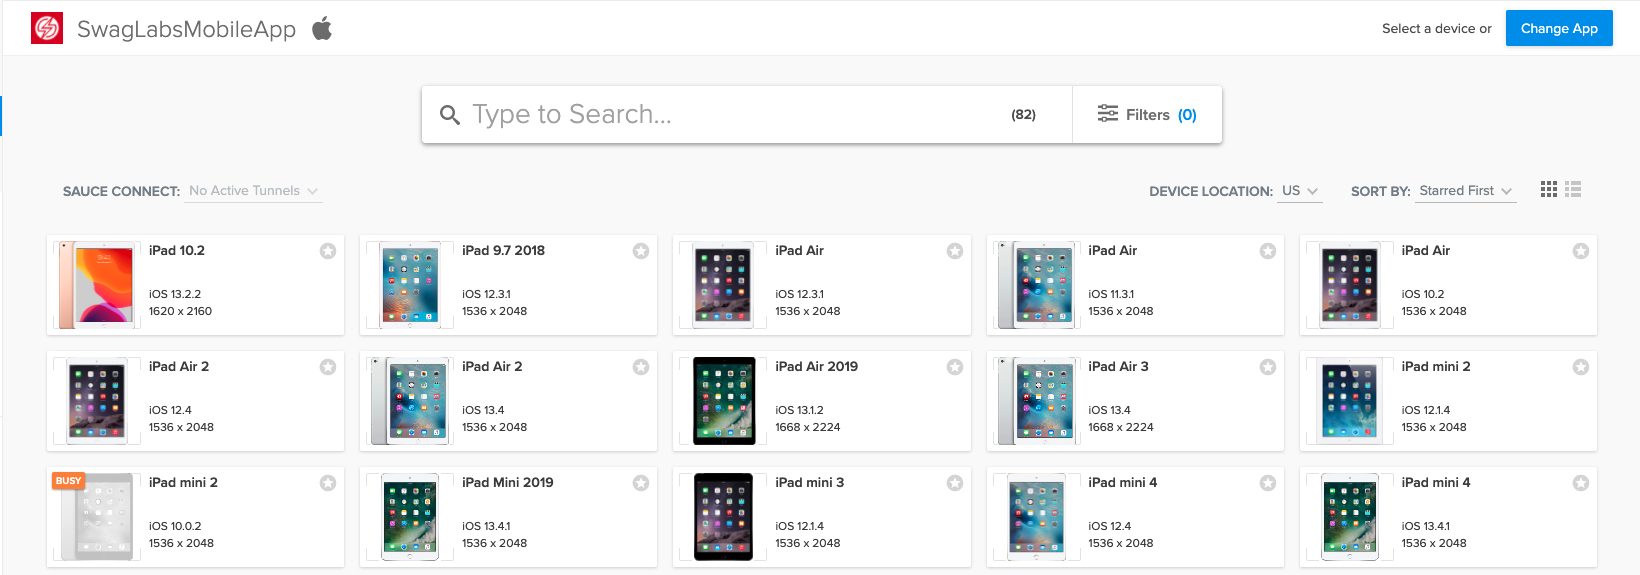 SwagLabsMobileApp
Select a device or
Change App
Type to Search...
(82)
Filters (0)
SAUCE CONNECT: No Active Tunnels
DEVICE LOCATION: US
SORT BY: Starred First
iPad 10.2
iOS 13.2.2
1620 x 2160
iPad 9.7 2018
iOS 12.3.1
1536 x 2048
iPad Air
iOS 12.3.1
1536 x 2048
iPad Air
iOS 11.3.1
1536 x 2048
iPad Air
iOS 10.2
1536 x 2048
iPad Air 2
iOS 12.4
1536 x 2048
iPad Air 2
iOS 13.4
1536 x 2048
iPad Air 2019
iOS 13.1.2
1668 x 2224
iPad Air 3
iOS 13.4
1668 x 2224
iPad mini 2
iOS 12.1.4
1536 x 2048
BUSY
iPad mini 2
iOS 10.0.2
1536 x 2048
iPad Mini 2019
iOS 13.4.1
1536 x 2048
iPad mini 3
iOS 12.1.4
1536 x 2048
iPad mini 4
iOS 12.4
1536 x 2048
iPad mini 4
iOS 13.4.1
1536 x 2048